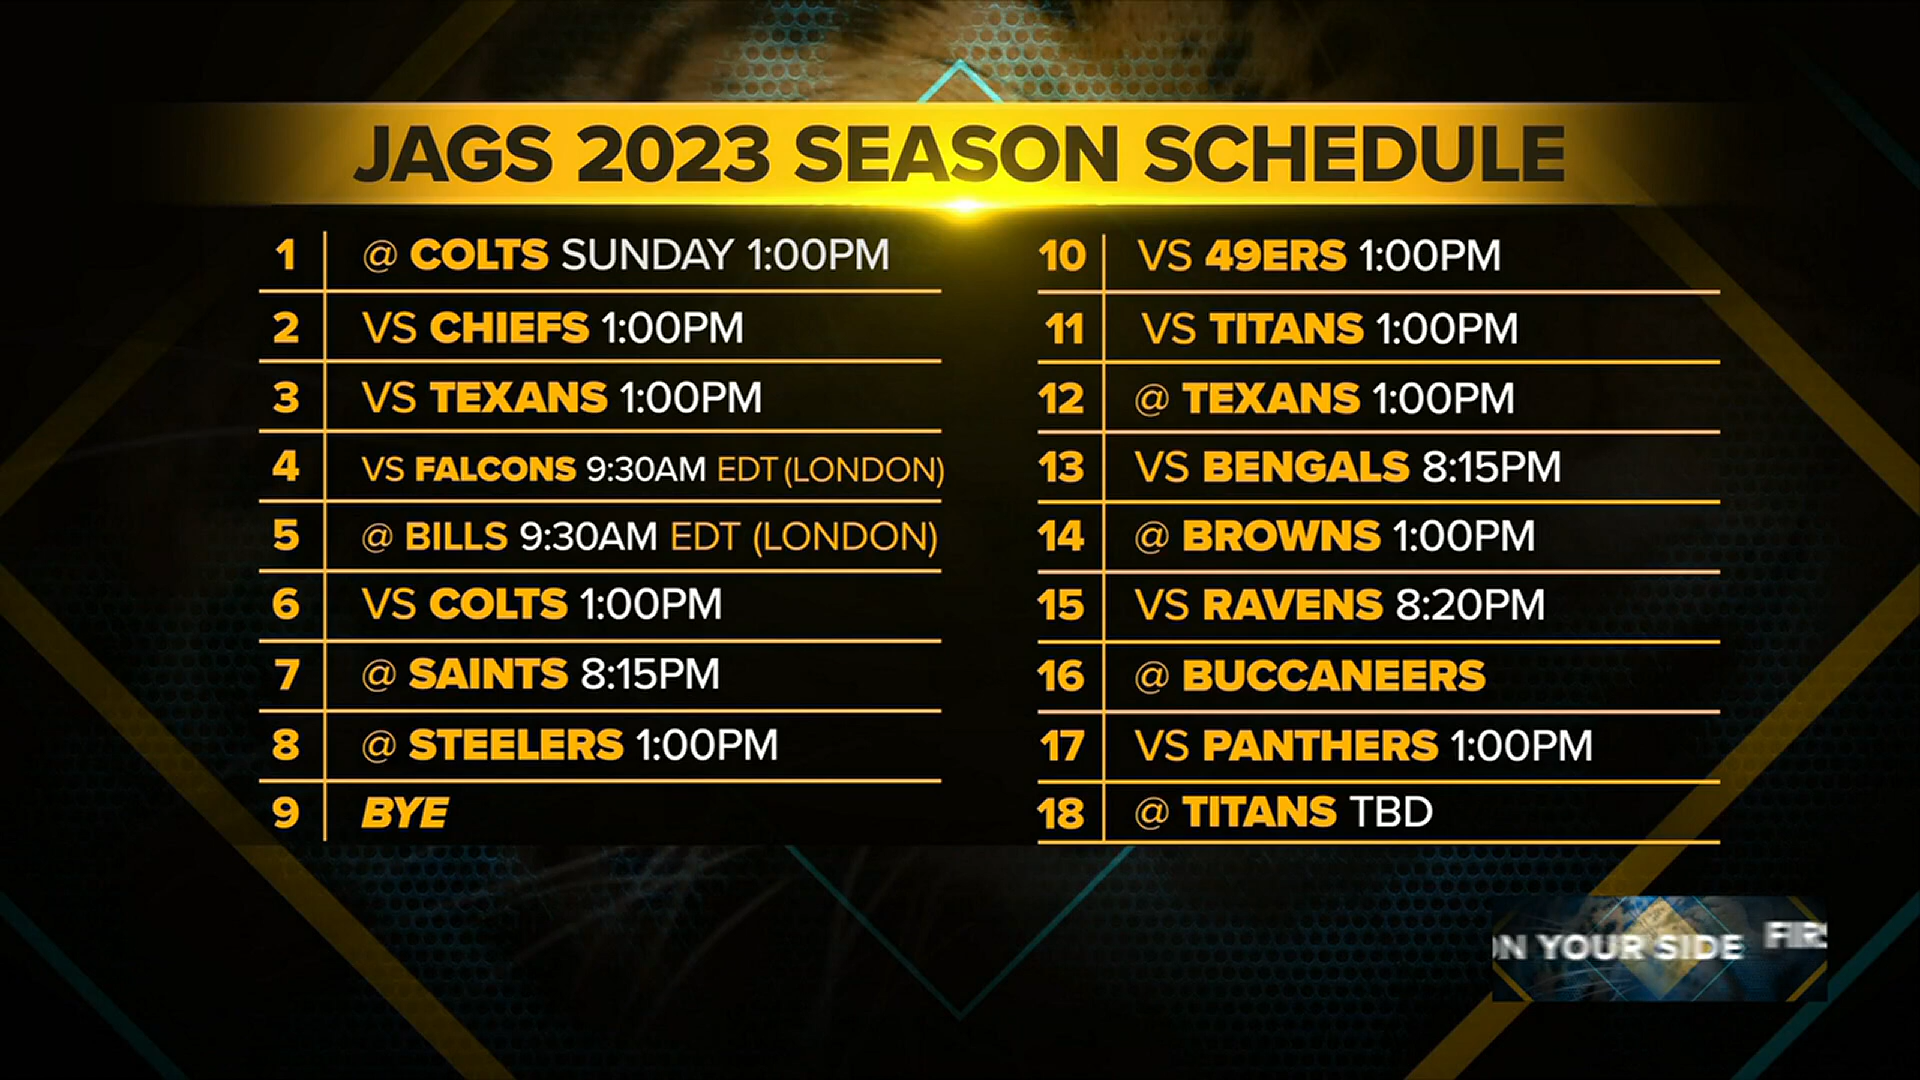 JAGS 2023 SEASON SCHEDULE
1 @ COLTS SUNDAY 1:00PM
2 VS CHIEFS 1:00PM
3 VS TEXANS 1:00PM
4 VS FALCONS 9:30AM EDT (LONDON)
5 @ BILLS 9:30AM EDT (LONDON)
6 VS COLTS 1:00PM
7 @ SAINTS 8:15PM
8 @ STEELERS 1:00PM
9 BYE
10 VS 49ERS 1:00PM
11 VS TITANS 1:00PM
12 @ TEXANS 1:00PM
13 VS BENGALS 8:15PM
14 @ BROWNS 1:00PM
15 VS RAVENS 8:20PM
16 @ BUCCANEERS
17 VS PANTHERS 1:00PM
18 @ TITANS TBD
YOUR SIDE